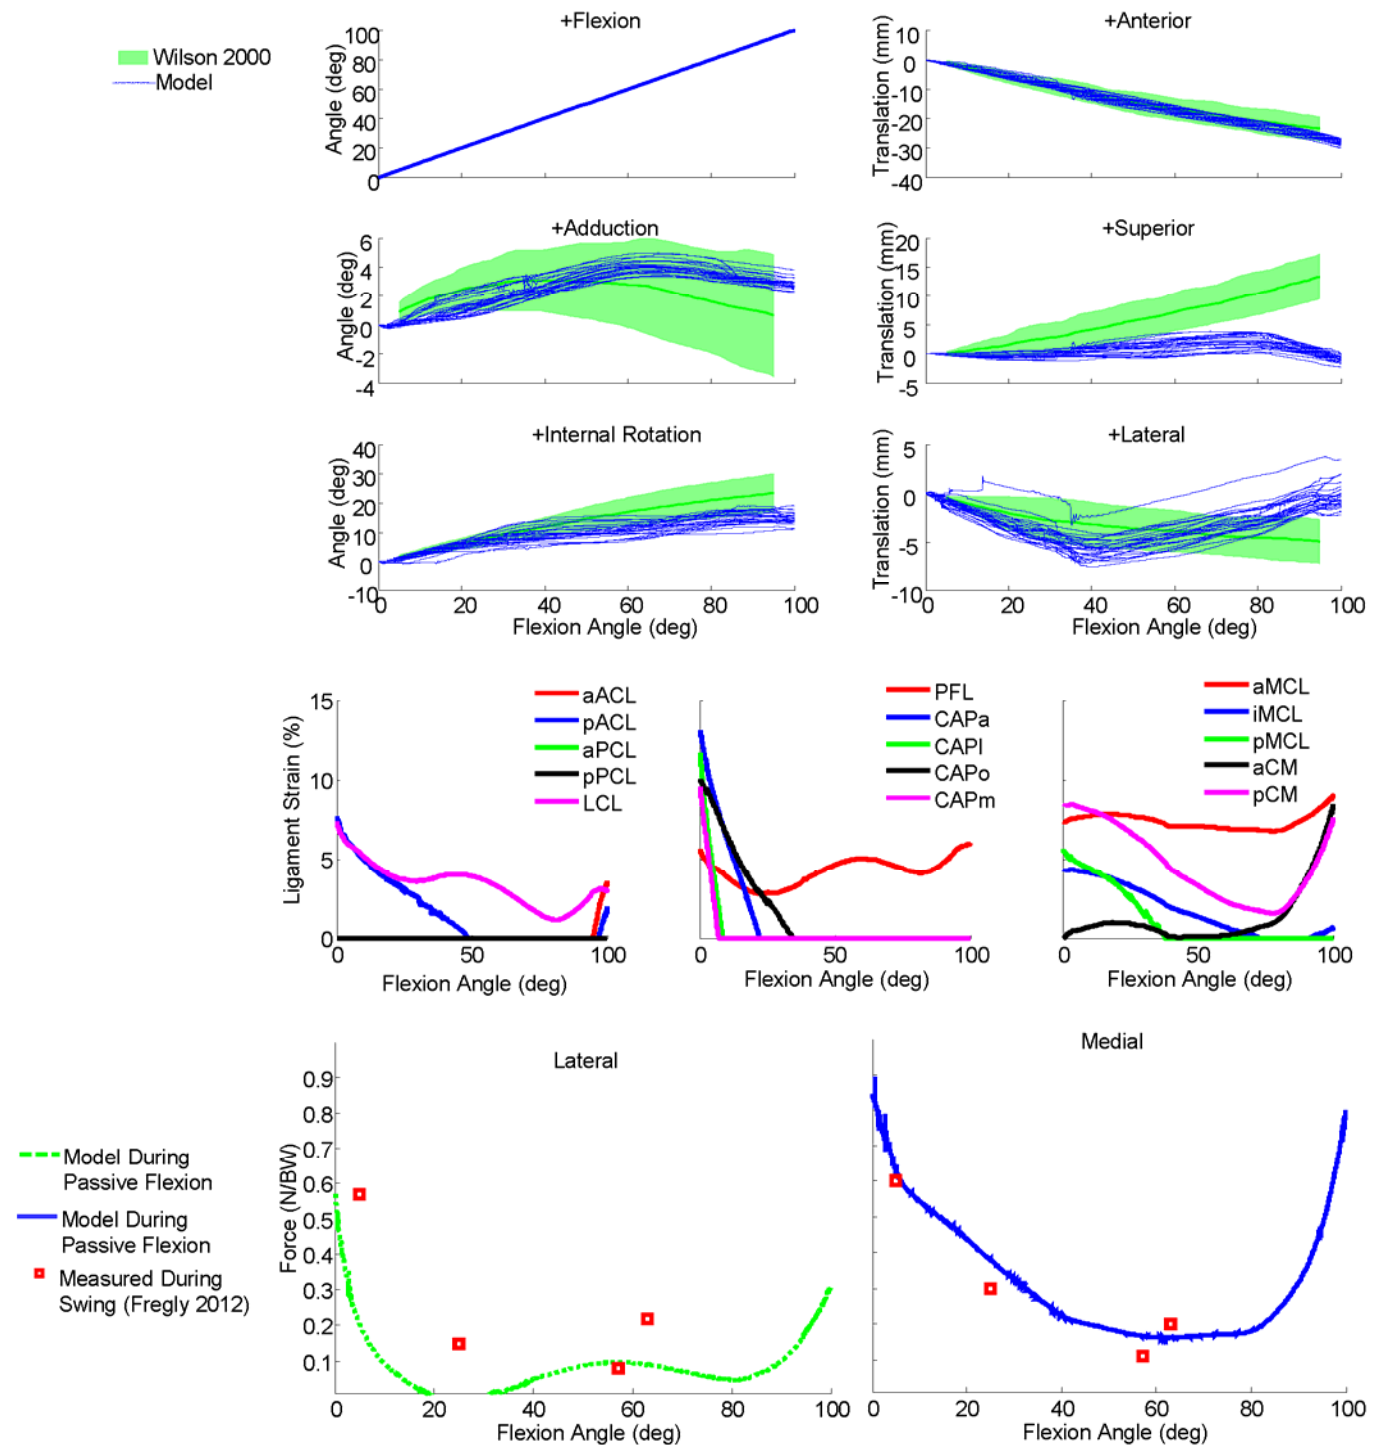 Wilson 2000
Model
+Flexion
Angle (deg)
100
80
60
40
20
0
+Anterior
Translation (mm)
10
0
-10
-20
-30
-40
+Adduction
Angle (deg)
6
4
2
0
-2
-4
+Superior
Translation (mm)
20
15
10
5
0
-5
+Internal Rotation
Angle (deg)
40
30
20
10
0
-10
0 20 40 60 80 100
Flexion Angle (deg)
+Lateral
Translation (mm)
5
0
-5
-10
0 20 40 60 80 100
Flexion Angle (deg)
Ligament Strain (%)
15
10
5
0
aACL
pACL
aPCL
pPCL
LCL
0 50 100
Flexion Angle (deg)
PFL
CAPa
CAPl
CAPo
CAPm
0 50 100
Flexion Angle (deg)
aMCL
iMCL
pMCL
aCM
pCM
0 50 100
Flexion Angle (deg)
Model During
Passive Flexion
Model During
Passive Flexion
Measured During
Swing (Fregly 2012)
Lateral
Force (N/BW)
0.9
0.8
0.7
0.6
0.5
0.4
0.3
0.2
0.1
0 20 40 60 80 100
Flexion Angle (deg)
Medial
0 20 40 60 80 100
Flexion Angle (deg)